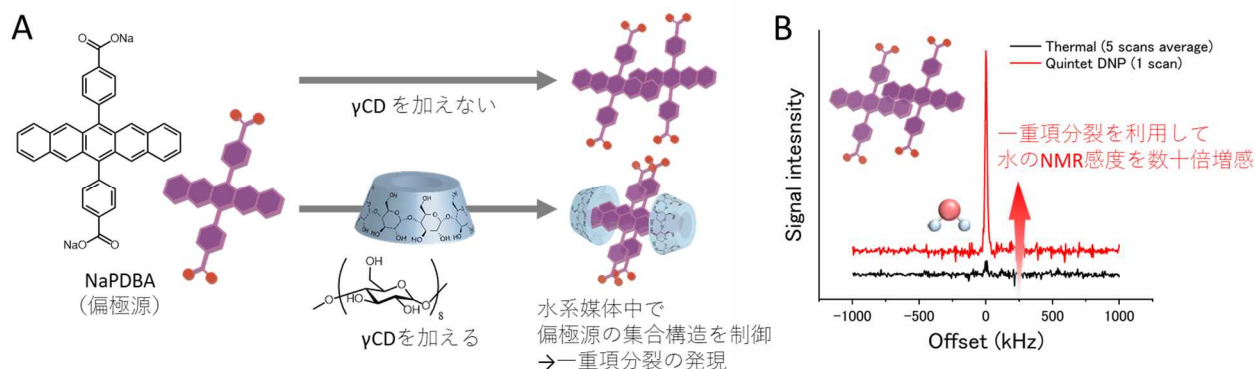 A
ONa
O
NaO
O
NaPDBA
(偏極源)
γCD を加えない
OH
O
HO
OH
O
8
γCDを加える
水系媒体中で
偏極源の集合構造を制御
→一重項分裂の発現
B
Thermal (5 scans average)
Quintet DNP (1 scan)
一重項分裂を利用して
水のNMR感度を数十倍増感
Signal intesnsity
-1000
-500
0
500
1000
Offset (kHz)